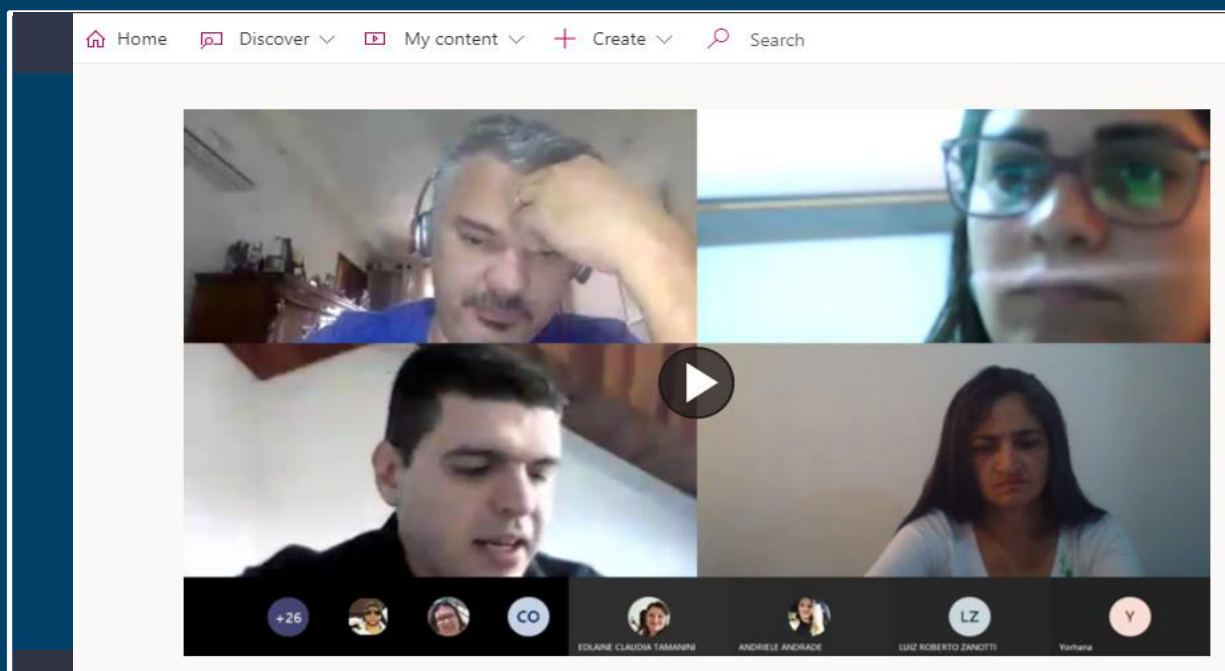 Home Discover My content Create Search
+26 CO LZ Y
EDLAINE CLAUDIA TAMANINI ANDRIELE ANDRADE LUIZ ROBERTO ZANOTTI Yorhana